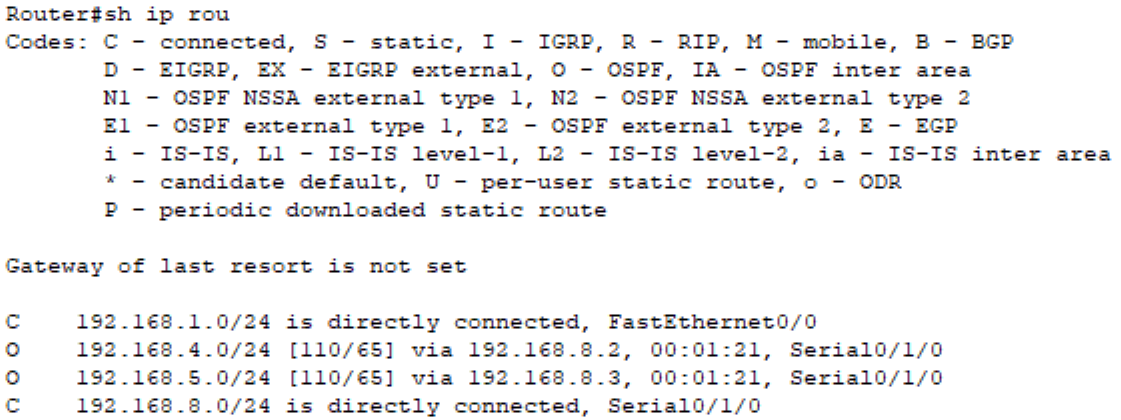 Router#sh ip rou
Codes: C - connected, S - static, I - IGRP, R - RIP, M - mobile, B - BGP
D - EIGRP, EX - EIGRP external, O - OSPF, IA - OSPF inter area
N1 - OSPF NSSA external type 1, N2 - OSPF NSSA external type 2
E1 - OSPF external type 1, E2 - OSPF external type 2, E - EGP
i - IS-IS, L1 - IS-IS level-1, L2 - IS-IS level-2, ia - IS-IS inter area
* - candidate default, U - per-user static route, o - ODR
P - periodic downloaded static route
Gateway of last resort is not set
C 192.168.1.0/24 is directly connected, FastEthernet0/0
O 192.168.4.0/24 [110/65] via 192.168.8.2, 00:01:21, Serial0/1/0
O 192.168.5.0/24 [110/65] via 192.168.8.3, 00:01:21, Serial0/1/0
C 192.168.8.0/24 is directly connected, Serial0/1/0